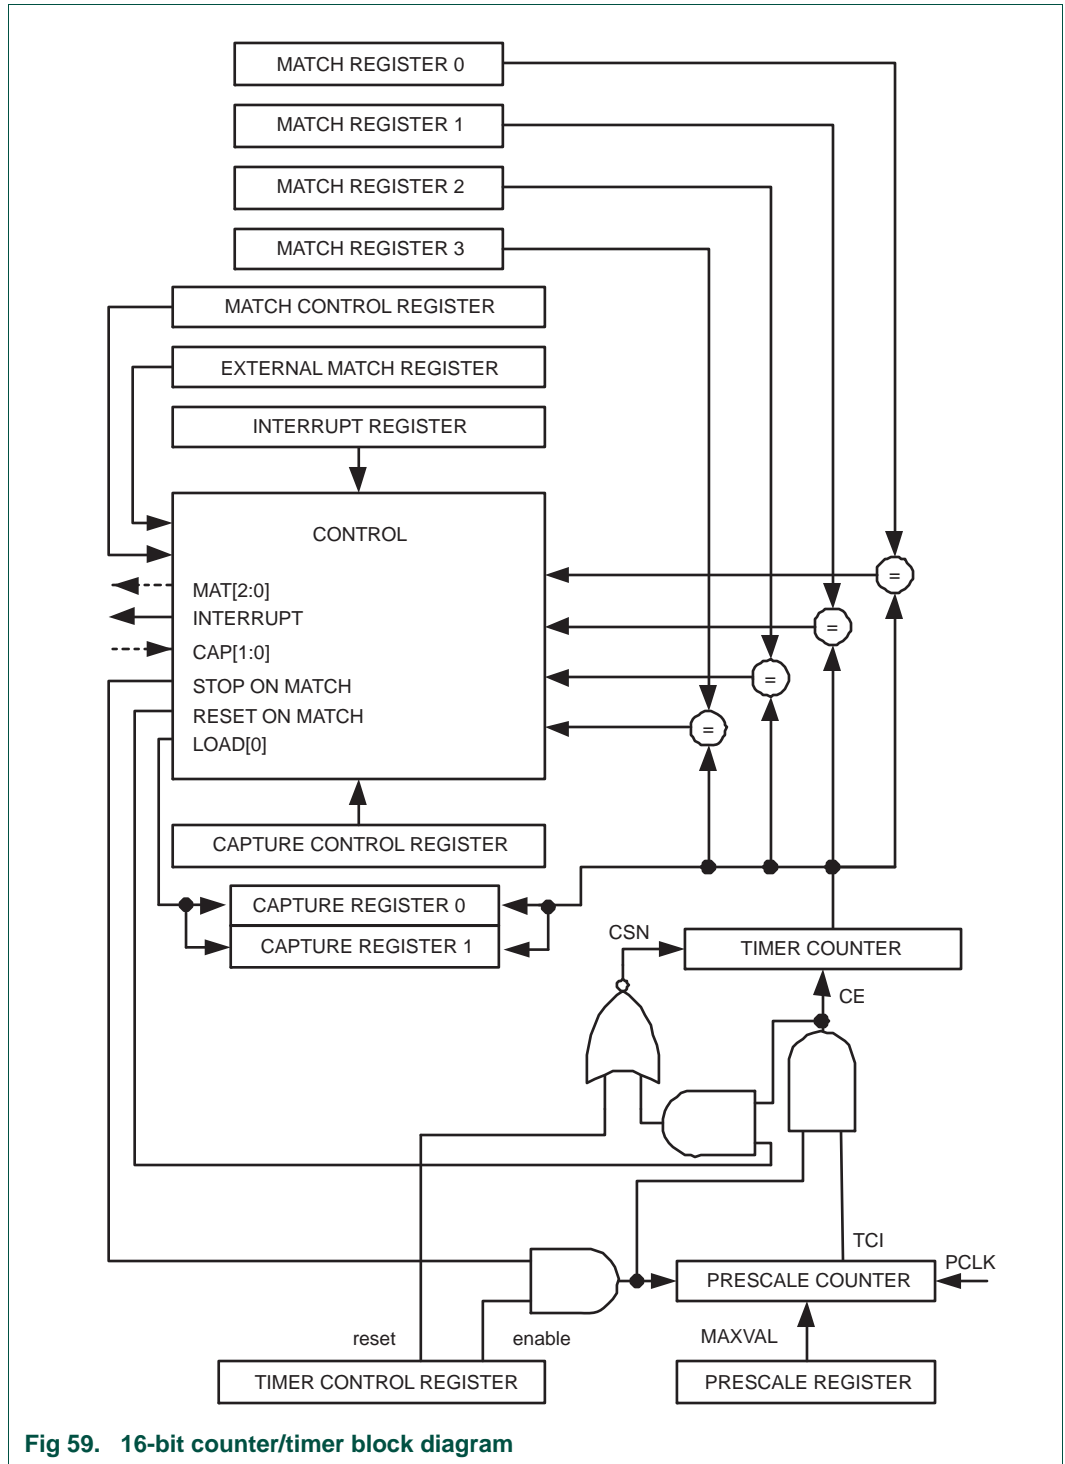 MATCH REGISTER 0
MATCH REGISTER 1
MATCH REGISTER 2
MATCH REGISTER 3
MATCH CONTROL REGISTER
EXTERNAL MATCH REGISTER
INTERRUPT REGISTER
CONTROL
=
=
=
=
MAT[2:0]
INTERRUPT
CAP[1:0]
STOP ON MATCH
RESET ON MATCH
LOAD[0]
CAPTURE CONTROL REGISTER
CAPTURE REGISTER 0
CAPTURE REGISTER 1
CSN
TIMER COUNTER
CE
TCI
PCLK
PRESCALE COUNTER
reset
enable
MAXVAL
TIMER CONTROL REGISTER
PRESCALE REGISTER
Fig 59. 16-bit counter/timer block diagram